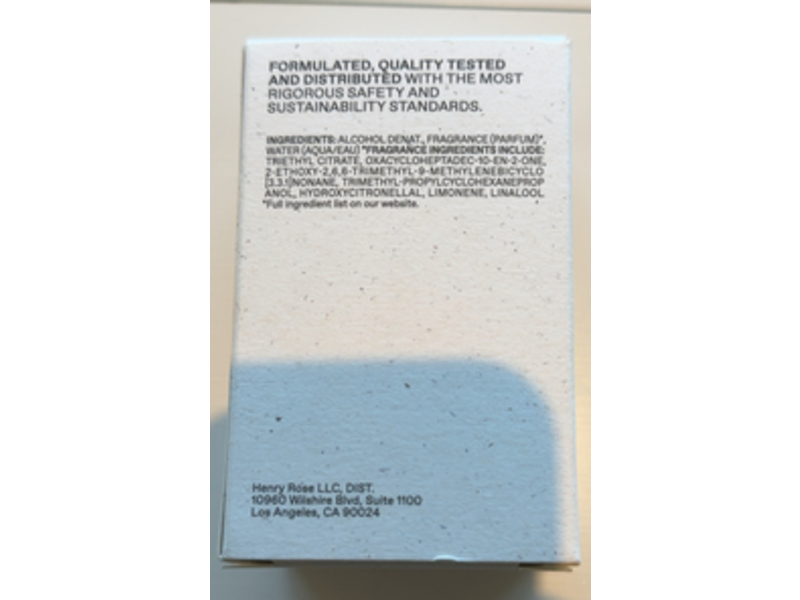 FORMULATED, QUALITY TESTED
AND DISTRIBUTED WITH THE MOST
RIGOROUS SAFETY AND
SUSTAINABILITY STANDARDS.
INGREDIENTS: ALCOHOL DENAT., FRAGRANCE (PARFUM)*,
WATER (AQUA/EAU) *FRAGRANCE INGREDIENTS INCLUDE:
TRIETHYL CITRATE, OXACYCLOHEPTADEC-10-EN-2-ONE,
2-ETHOXY-2,6,6-TRIMETHYL-9-METHYLENEBICYCLO
[3.3.1]NONANE, TRIMETHYL-PROPYLCYCLOHEXANEPROP
ANOL, HYDROXYCITRONELLAL, LIMONENE, LINALOOL
*Full ingredient list on our website.
Henry Rose LLC, DIST.
10960 Wilshire Blvd, Suite 1100
Los Angeles, CA 90024